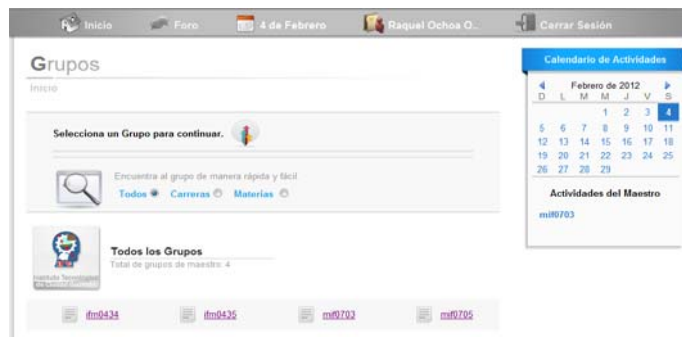 Inicio
Foro
4 de Febrero
Raquel Ochoa O..
Cerrar Sesión
Grupos
Inicio
Selecciona un Grupo para continuar.
Encuentra al grupo de manera rápida y fácil
Todos Carreras Materias
Todos los Grupos
Total de grupos de maestro: 4
Instituto Tecnológico
ifm0434
ifm0435
mif0703
mif0705
Calendario de Actividades
Febrero de 2012
D L M M J V S
1 2 3 4
5 6 7 8 9 10 11
12 13 14 15 16 17 18
19 20 21 22 23 24 25
26 27 28 29
Actividades del Maestro
mif0703